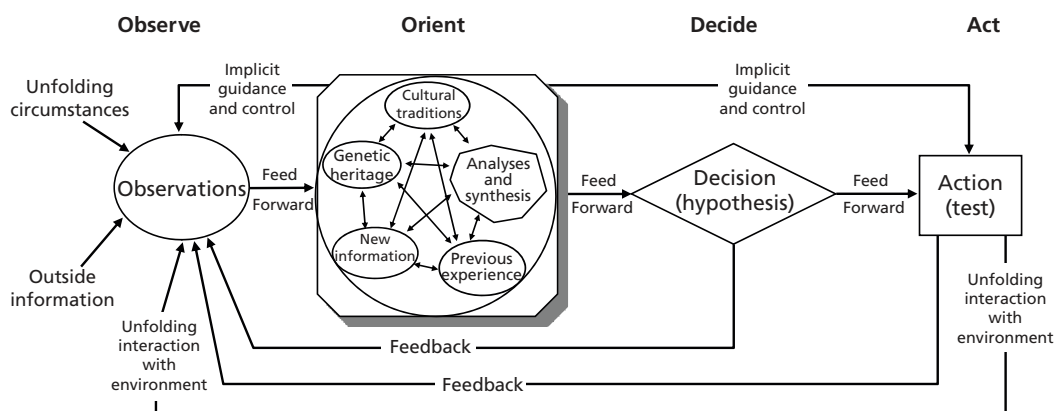 Observe
Orient
Decide
Act
Unfolding
circumstances
Implicit
guidance
and control
Cultural
traditions
Implicit
guidance
and control
Genetic
heritage
Analyses
and
synthesis
Observations
Feed
Forward
Feed
Forward
Decision
(hypothesis)
Feed
Forward
Action
(test)
New
information
Previous
experience
Outside
information
Unfolding
interaction
with
environment
Feedback
Feedback
Unfolding
interaction
with
environment